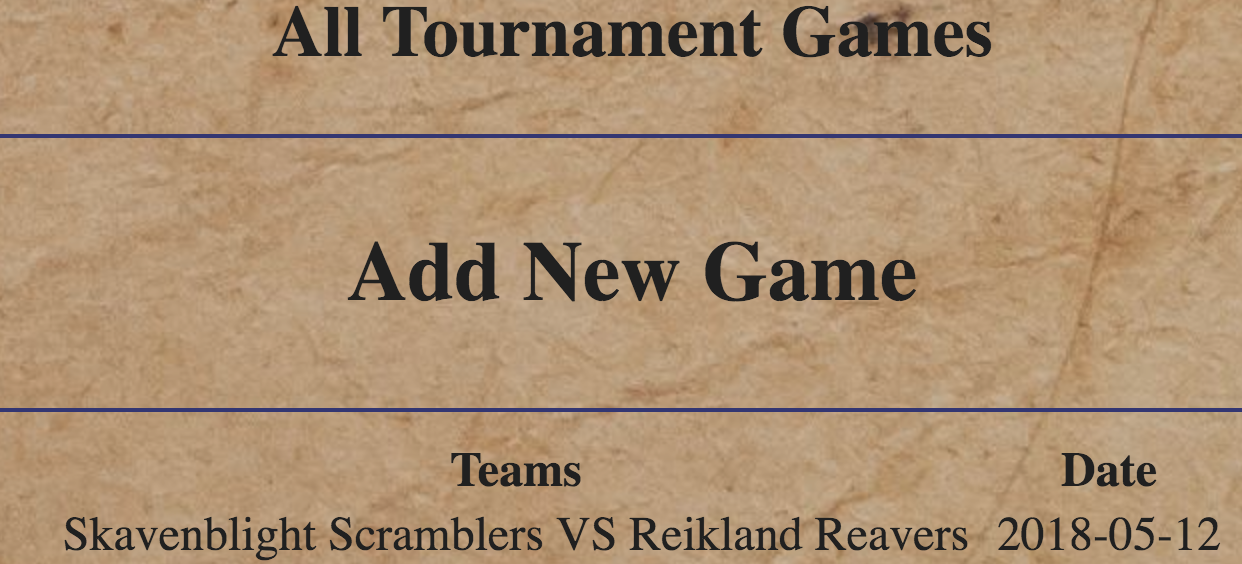 All Tournament Games
Add New Game
Teams Date
Skavenblight Scramblers VS Reikland Reavers 2018-05-12